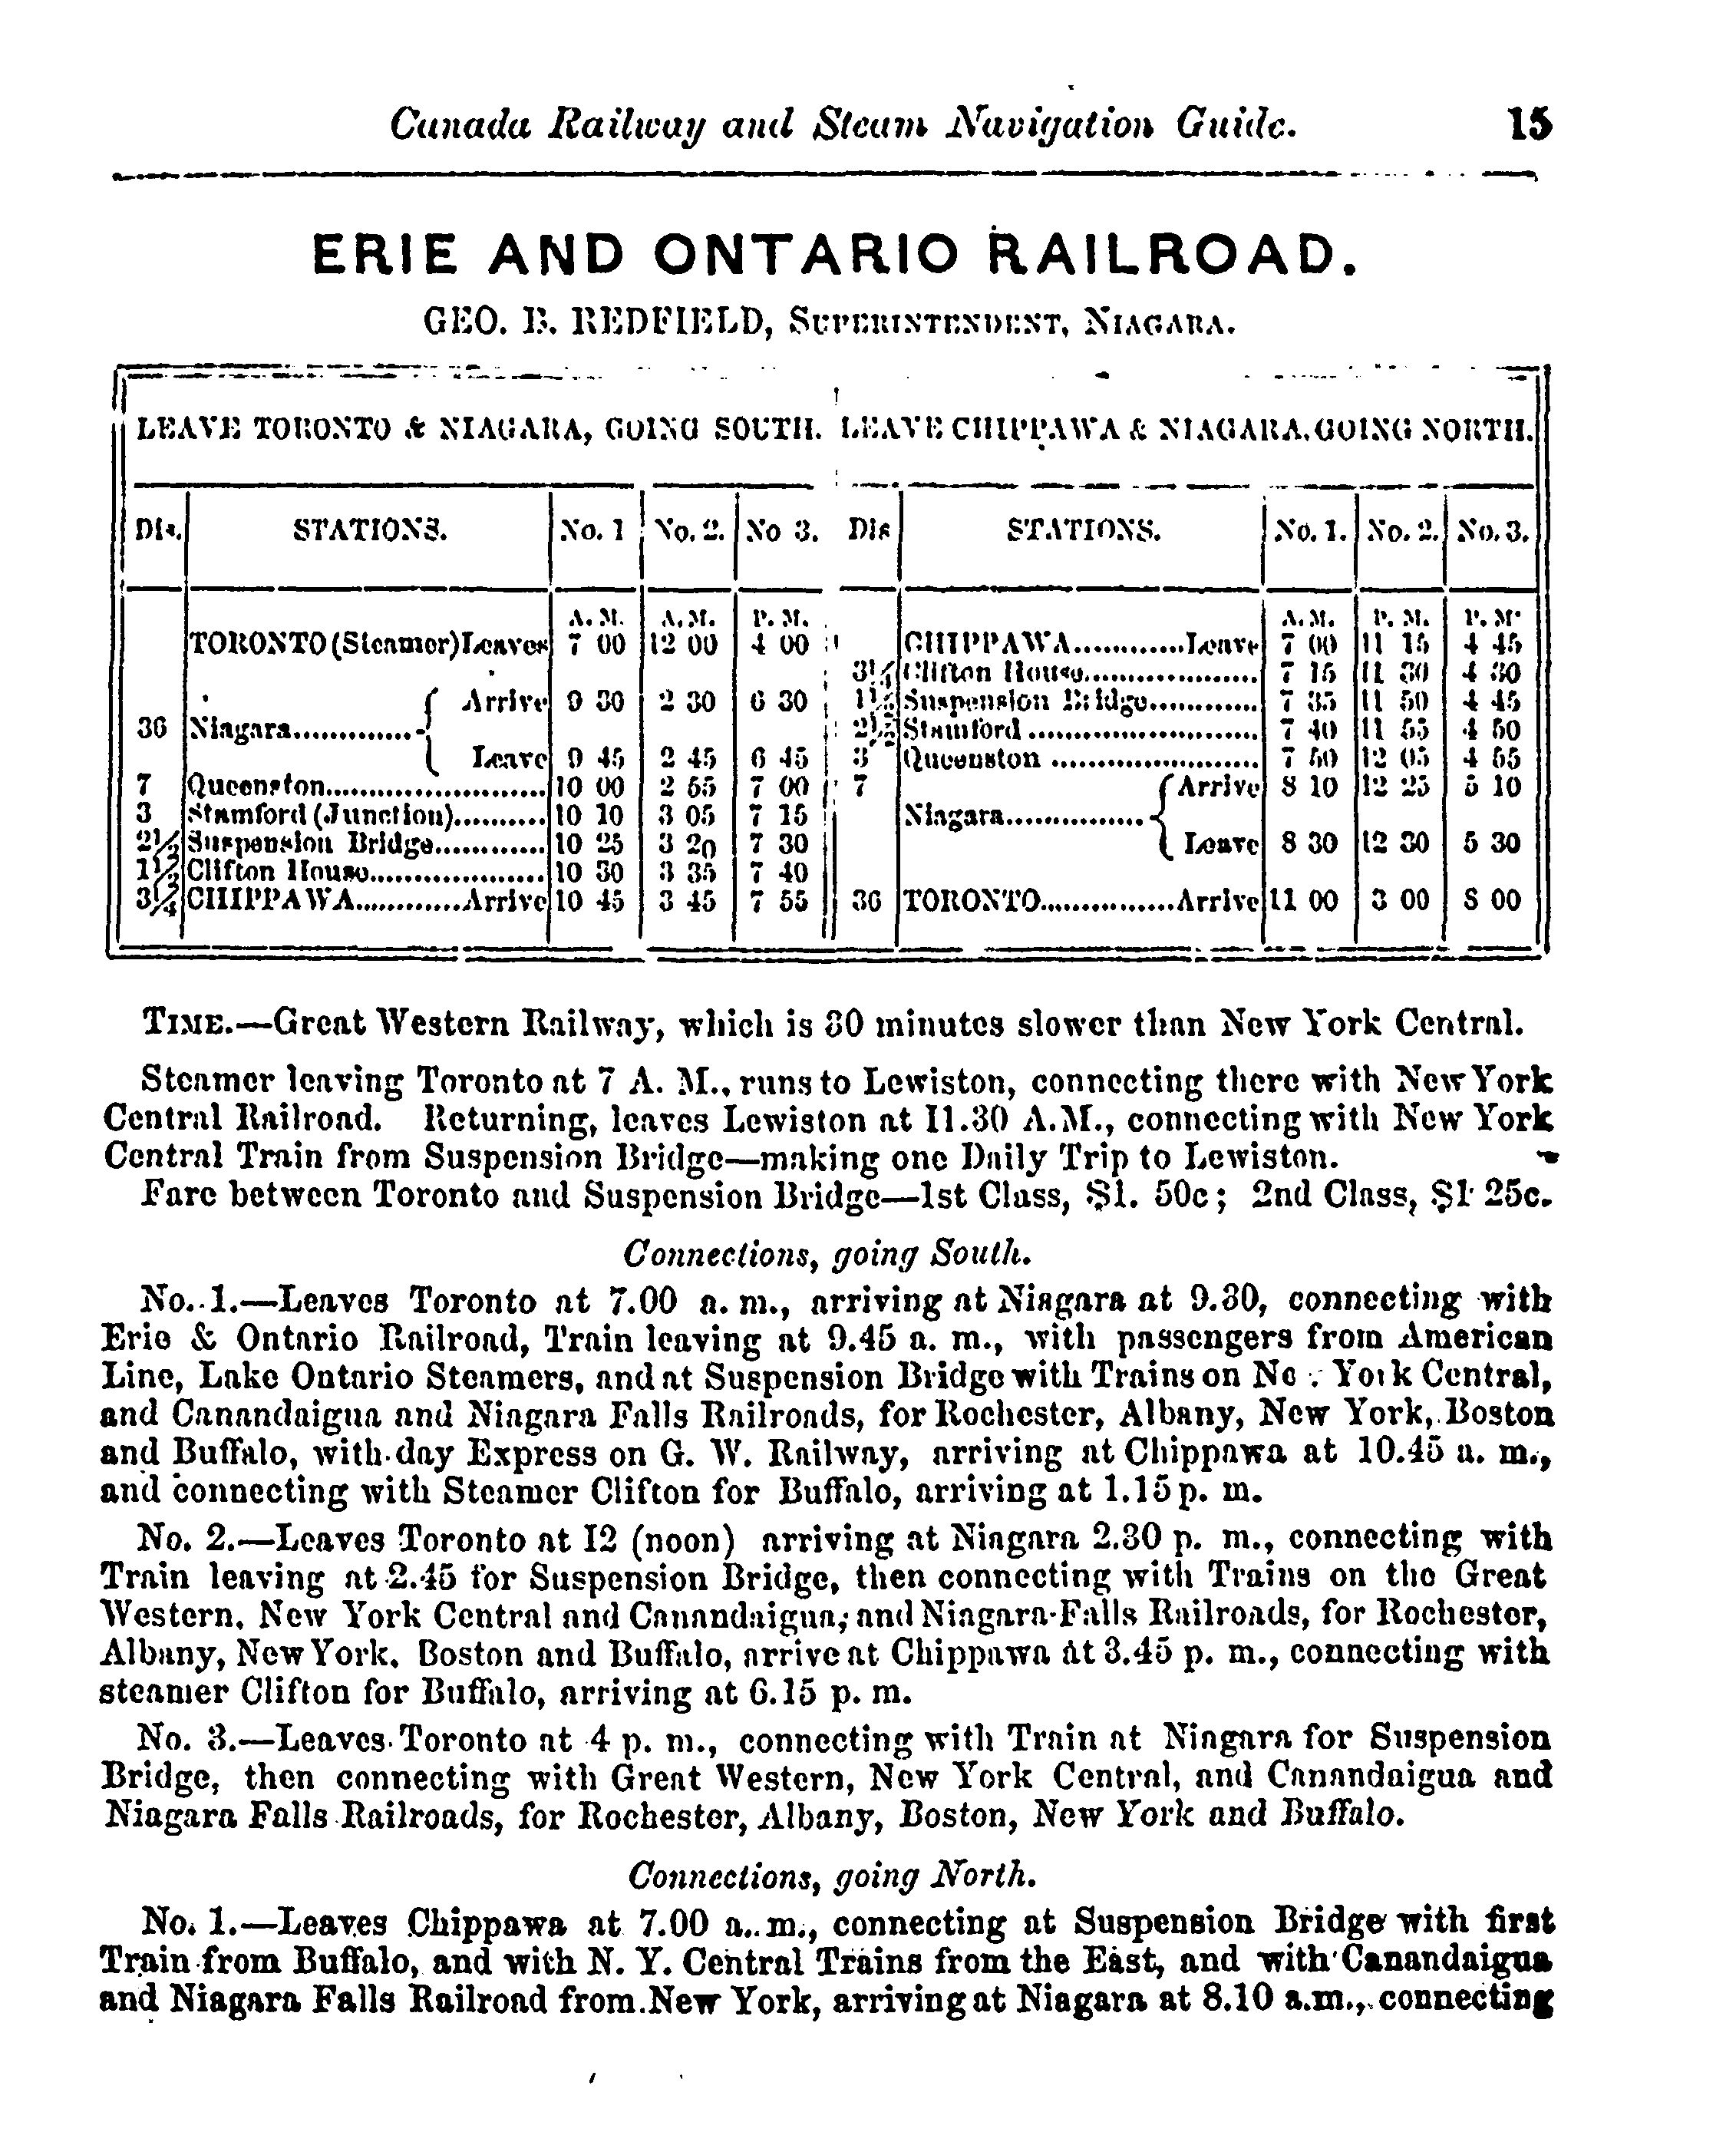 Canada Railway and Steam Navigation Guide. 15
ERIE AND ONTARIO RAILROAD.
GEO. B. REDFIELD, SUPERINTENDENT, NIAGARA.
LEAVE TORONTO & NIAGARA, GOING SOUTH. LEAVE CHIPPAWA & NIAGARA, GOING NORTH.
Dis. STATIONS. No. 1 No. 2. No 3. Dis STATIONS. No. 1. No. 2. No. 3.
A. M. A. M. P. M. A. M. P. M. P. M.
TORONTO (Steamer) Leaves 7 00 12 00 4 00 CHIPPAWA............Leave 7 00 11 15 4 45
3¼ Clifton House.................... 7 15 11 30 4 30
Arrive 9 30 2 30 6 30 1½ Suspension Bridge............ 7 35 11 50 4 45
36 Niagara............. 2½ Stamford ......................... 7 40 11 55 4 50
Leave 9 45 2 45 6 45 3 Queenston ...................... 7 50 12 05 4 55
7 Queenston........................ 10 00 2 55 7 00 7 Arrive 8 10 12 25 5 10
3 Stamford (Junction).......... 10 10 3 05 7 15 Niagara...............
2½ Suspension Bridge............ 10 25 3 20 7 30 Leave 8 30 12 30 5 30
1½ Clifton House................... 10 30 3 35 7 40
3¼ CHIPPAWA............Arrive 10 45 3 45 7 55 36 TORONTO...............Arrive 11 00 3 00 8 00
TIME.—Great Western Railway, which is 30 minutes slower than New York Central.
Steamer leaving Toronto at 7 A. M., runs to Lewiston, connecting there with New York
Central Railroad. Returning, leaves Lewiston at 11.30 A.M., connecting with New York
Central Train from Suspension Bridge—making one Daily Trip to Lewiston.
Fare between Toronto and Suspension Bridge—1st Class, $1. 50c; 2nd Class, $1 25c.
Connections, going South.
No. 1.—Leaves Toronto at 7.00 a. m., arriving at Niagara at 9.30, connecting with
Erie & Ontario Railroad, Train leaving at 9.45 a. m., with passengers from American
Line, Lake Ontario Steamers, and at Suspension Bridge with Trains on New York Central,
and Canandaigua and Niagara Falls Railroads, for Rochester, Albany, New York, Boston
and Buffalo, with day Express on G. W. Railway, arriving at Chippawa at 10.45 a. m.,
and connecting with Steamer Clifton for Buffalo, arriving at 1.15 p. m.
No. 2.—Leaves Toronto at 12 (noon) arriving at Niagara 2.30 p. m., connecting with
Train leaving at 2.45 for Suspension Bridge, then connecting with Trains on the Great
Western, New York Central and Canandaigua, and Niagara Falls Railroads, for Rochester,
Albany, New York, Boston and Buffalo, arrive at Chippawa at 3.45 p. m., connecting with
steamer Clifton for Buffalo, arriving at 6.15 p. m.
No. 3.—Leaves Toronto at 4 p. m., connecting with Train at Niagara for Suspension
Bridge, then connecting with Great Western, New York Central, and Canandaigua and
Niagara Falls Railroads, for Rochester, Albany, Boston, New York and Buffalo.
Connections, going North.
No. 1.—Leaves Chippawa at 7.00 a. m., connecting at Suspension Bridge with first
Train from Buffalo, and with N. Y. Central Trains from the East, and with Canandaigua
and Niagara Falls Railroad from New York, arriving at Niagara at 8.10 a.m., connecting